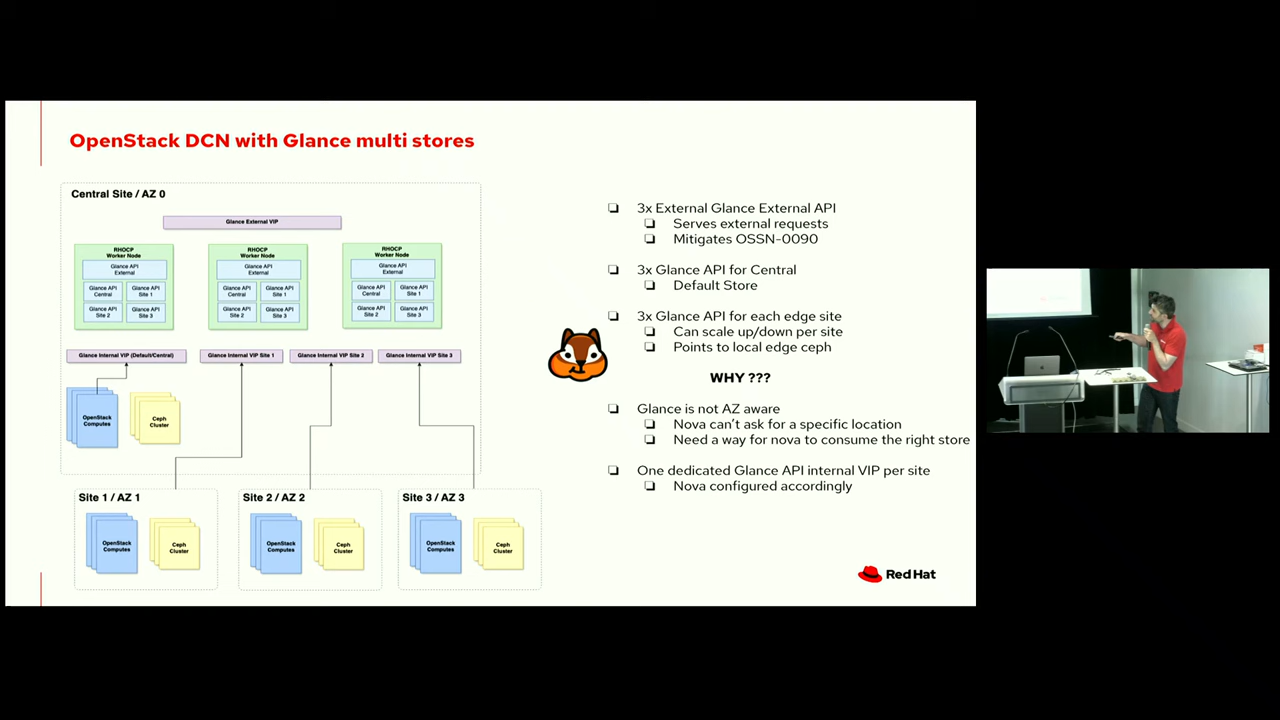 OpenStack DCN with Glance multi stores
Central Site / AZ 0
Glance External VIP
RHOCP
Worker Node
Glance API
External
Glance API
Central
Glance API
Site 1
Glance API
Site 2
Glance API
Site 3
RHOCP
Worker Node
Glance API
External
Glance API
Central
Glance API
Site 1
Glance API
Site 2
Glance API
Site 3
RHOCP
Worker Node
Glance API
External
Glance API
Central
Glance API
Site 1
Glance API
Site 2
Glance API
Site 3
Glance Internal VIP (Default/Central)
Glance Internal VIP Site 1
Glance Internal VIP Site 2
Glance Internal VIP Site 3
OpenStack
Computes
Ceph
Cluster
Site 1 / AZ 1
OpenStack
Computes
Ceph
Cluster
Site 2 / AZ 2
OpenStack
Computes
Ceph
Cluster
Site 3 / AZ 3
OpenStack
Computes
Ceph
Cluster
3x External Glance External API
Serves external requests
Mitigates OSSN-0090
3x Glance API for Central
Default Store
3x Glance API for each edge site
Can scale up/down per site
Points to local edge ceph
WHY ???
Glance is not AZ aware
Nova can't ask for a specific location
Need a way for nova to consume the right store
One dedicated Glance API internal VIP per site
Nova configured accordingly
Red Hat